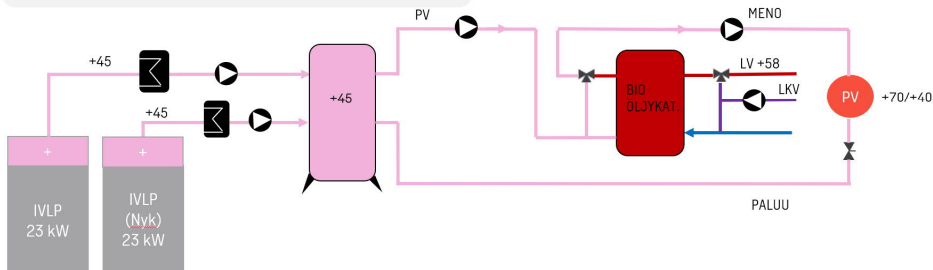 PV
MENO
+45
+45
+45
BIO-
ÖLJYKAT.
LV +58
LKV
PV
+70/+40
+
+
IVLP
23 kW
IVLP
(Nyk)
23 kW
PALUU